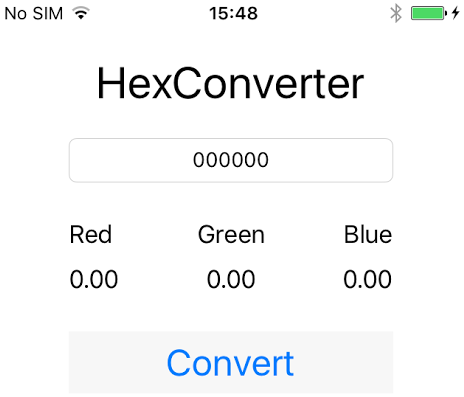 No SIM 15:48
HexConverter
000000
Red Green Blue
0.00 0.00 0.00
Convert